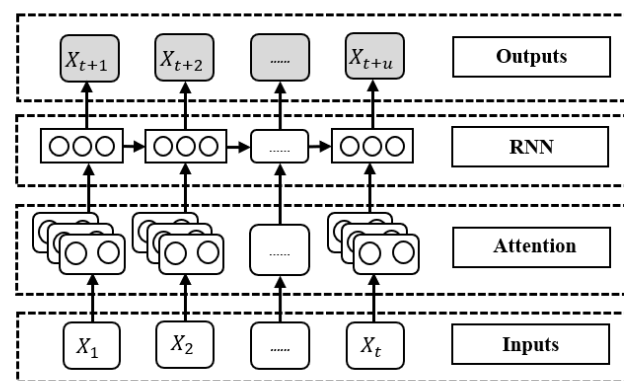 X_{t+1} X_{t+2} ...... X_{t+u} Outputs
...... RNN
...... Attention
X_1 X_2 ...... X_t Inputs